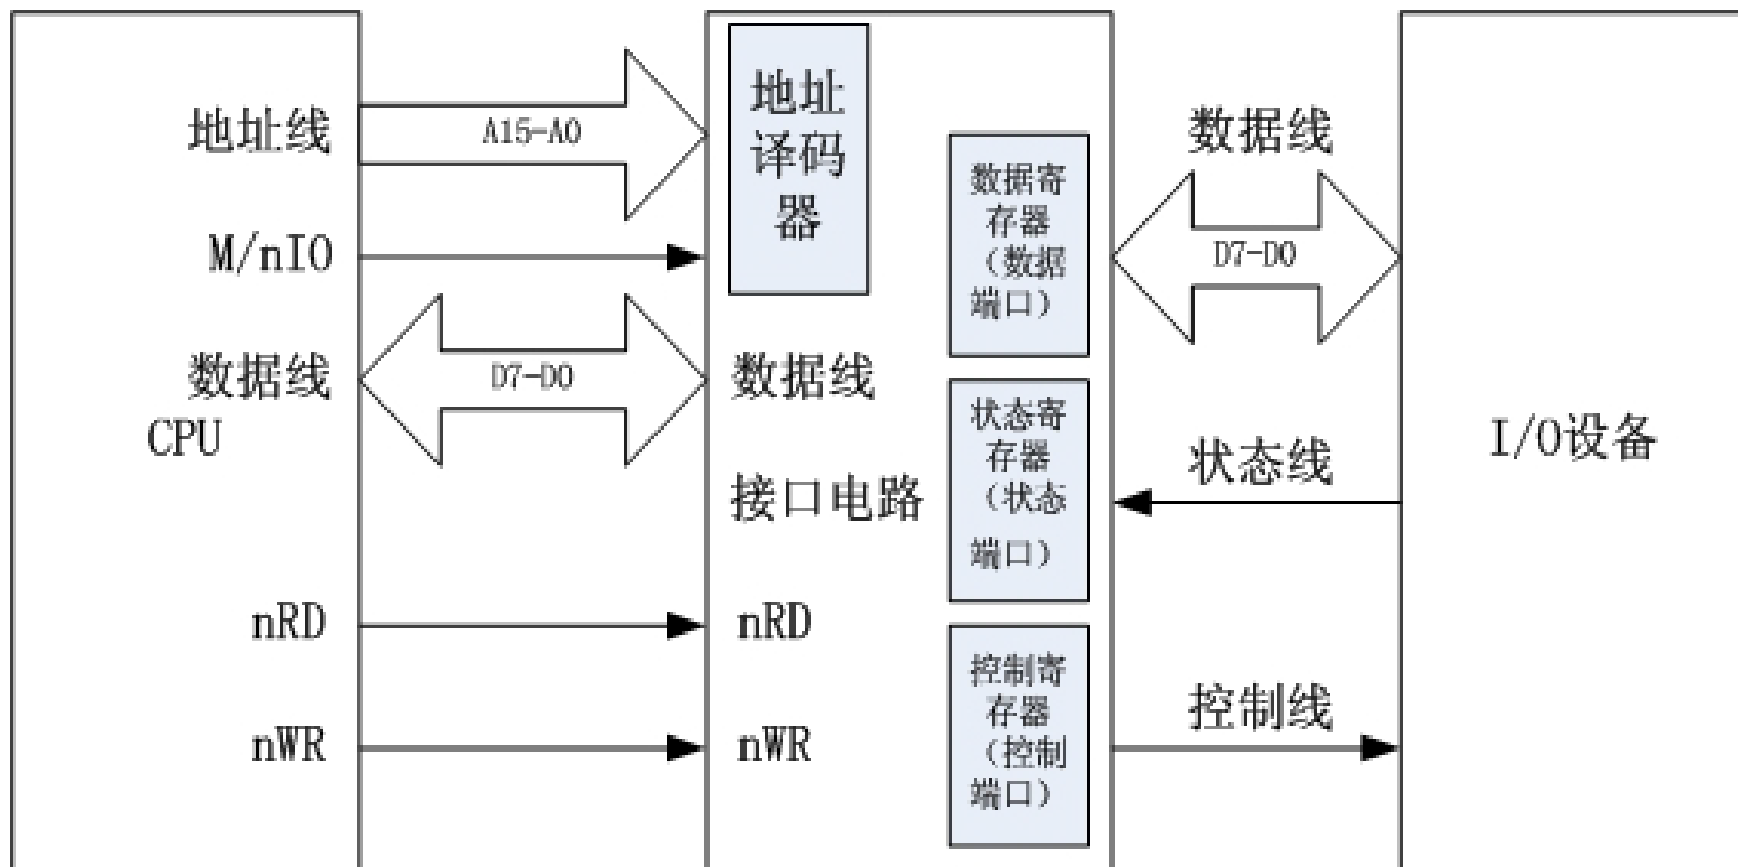 地址线
M/nIO
数据线
CPU
nRD
nWR
A15-A0
D7-D0
地址
译码
器
数据线
接口电路
nRD
nWR
数据寄
存器
（数据
端口）
状态寄
存器
（状态
端口）
控制寄
存器
（控制
端口）
数据线
D7-D0
状态线
控制线
I/O设备